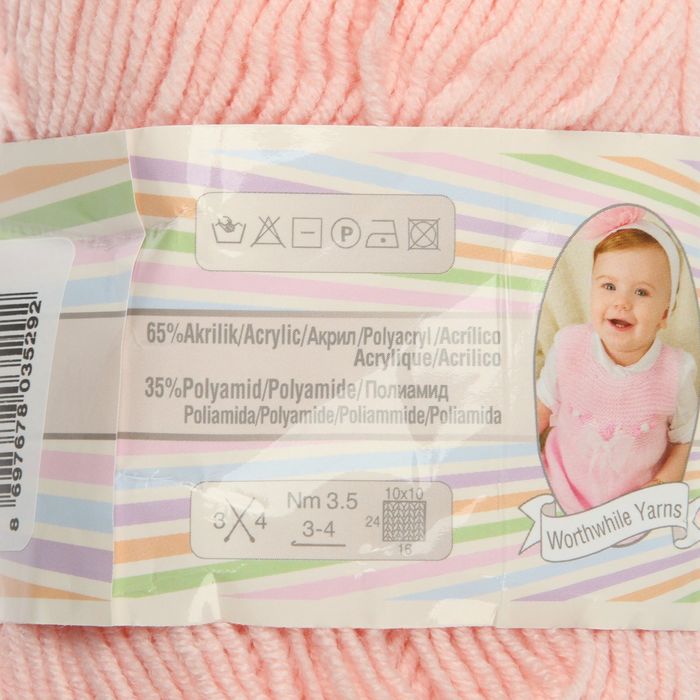 P
65%Akrilik/Acrylic/Акрил/Polyacryl/Acrílico
Acrylique/Acrilico
35%Polyamid/Polyamide/Полиамид
Poliamida/Polyamide/Poliammide/Poliamida
3 4
Nm 3.5
3-4
10x10
24
16
Worthwhile Yarns
8 697678 035292